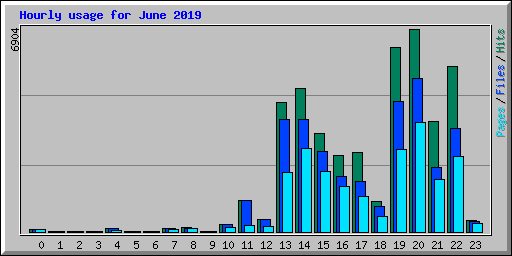 Hourly usage for June 2019
6904
Pages / Files / Hits
0 1 2 3 4 5 6 7 8 9 10 11 12 13 14 15 16 17 18 19 20 21 22 23